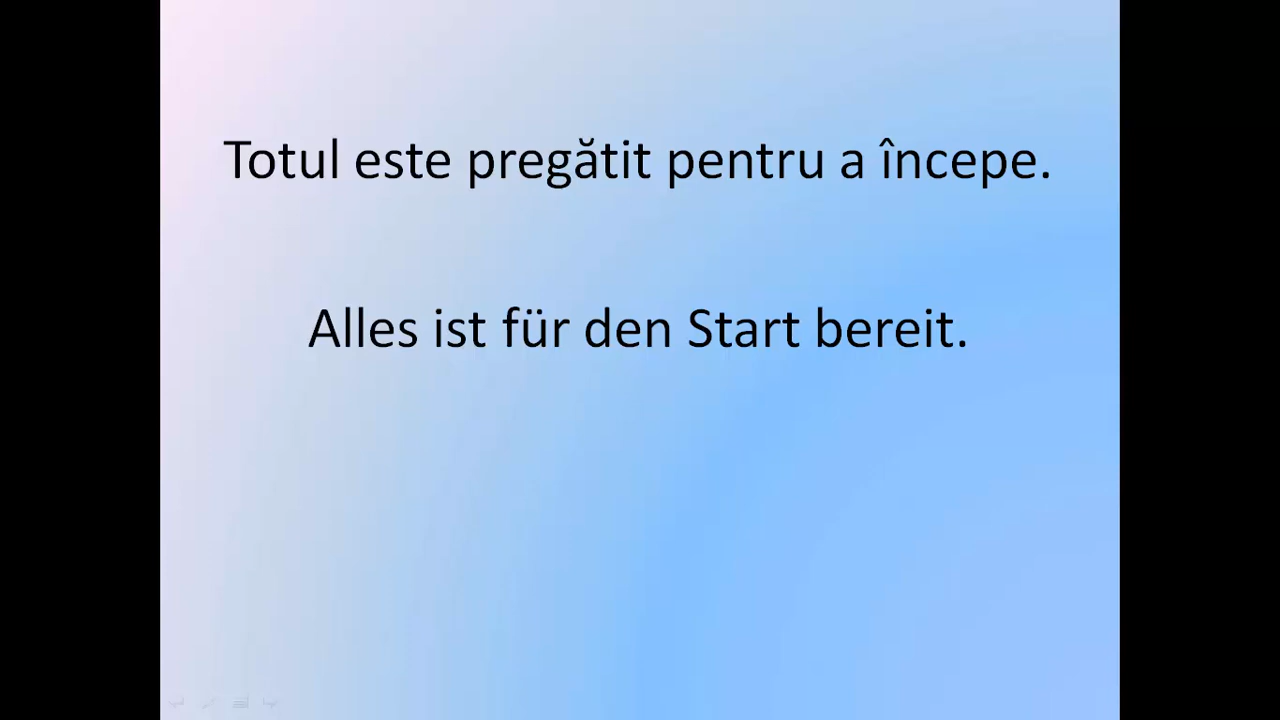 Totul este pregătit pentru a începe.
Alles ist für den Start bereit.